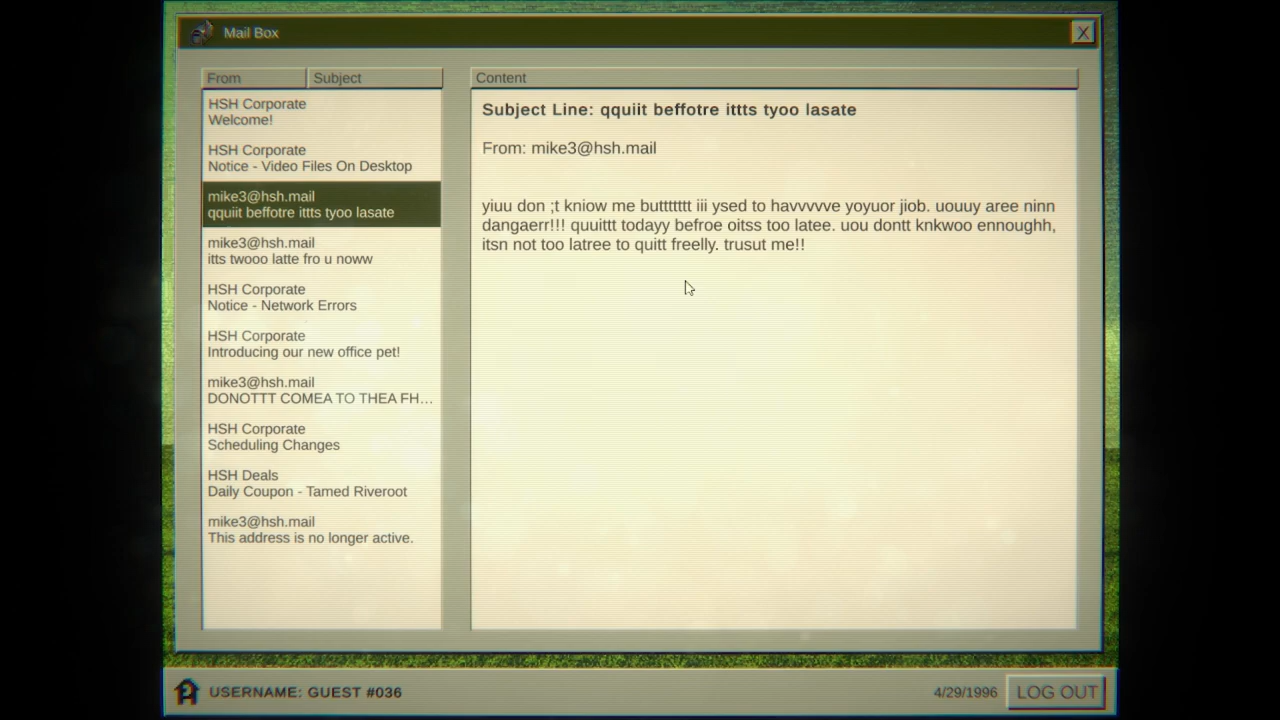 Mail Box
X
From
Subject
Content
HSH Corporate
Welcome!
HSH Corporate
Notice - Video Files On Desktop
mike3@hsh.mail
qquiit beffotre ittts tyoo lasate
mike3@hsh.mail
itts twooo latte fro u noww
HSH Corporate
Notice - Network Errors
HSH Corporate
Introducing our new office pet!
mike3@hsh.mail
DONOTTT COMEA TO THEA FH...
HSH Corporate
Scheduling Changes
HSH Deals
Daily Coupon - Tamed Riveroot
mike3@hsh.mail
This address is no longer active.
Subject Line: qquiit beffotre ittts tyoo lasate
From: mike3@hsh.mail
yiuu don ;t kniow me buttttttt iii ysed to havvvvve yoyuor jiob. uouuy aree ninn
dangaerr!!! quuittt todayy befroe oitss too latee. uou dontt knkwoo ennoughh,
itsn not too latree to quitt freelly. trusut me!!
USERNAME: GUEST #036
4/29/1996
LOG OUT